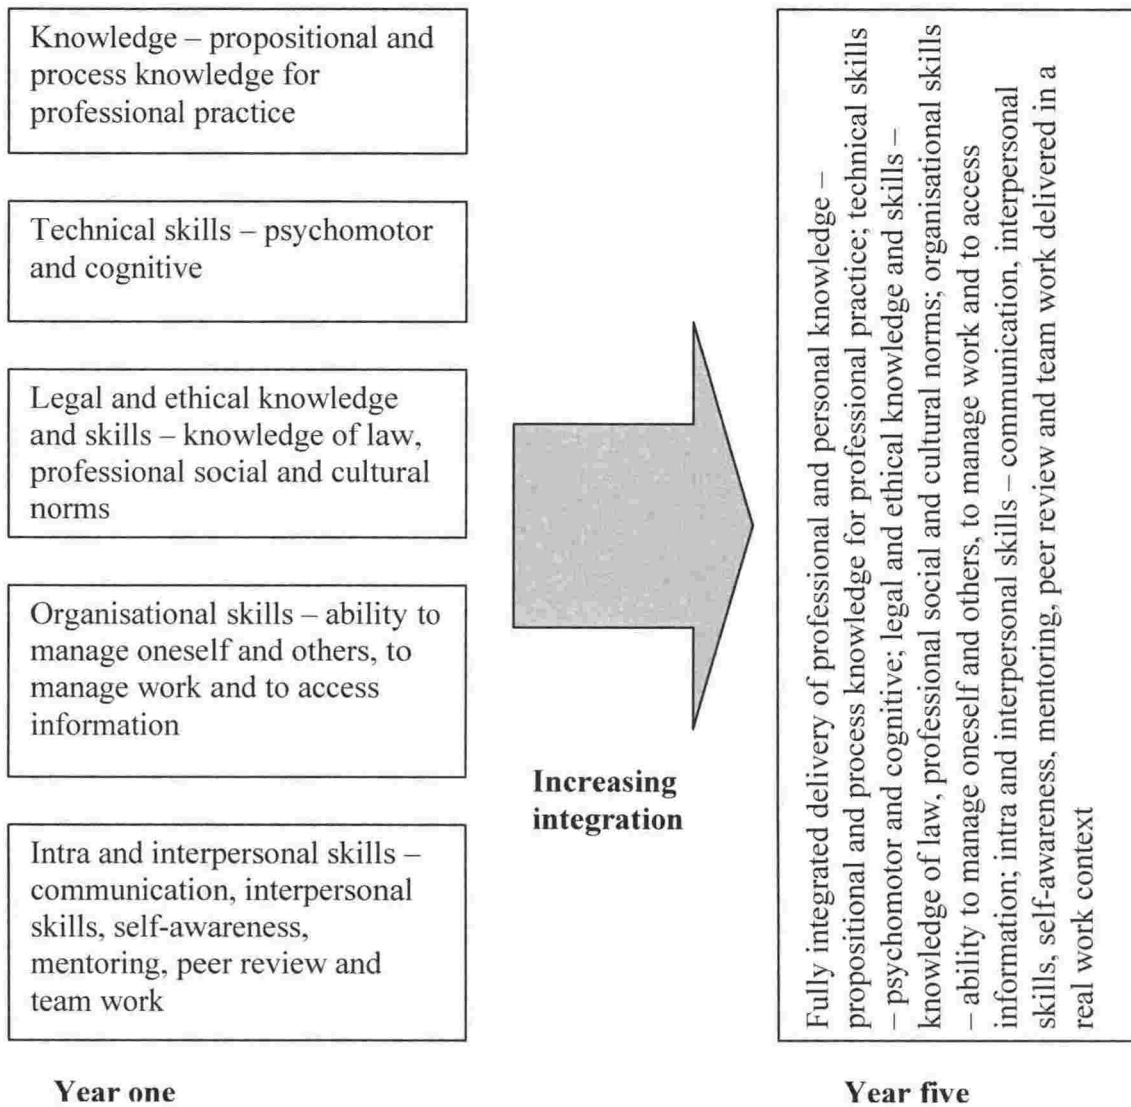 Knowledge – propositional and
process knowledge for
professional practice
Technical skills – psychomotor
and cognitive
Legal and ethical knowledge
and skills – knowledge of law,
professional social and cultural
norms
Organisational skills – ability to
manage oneself and others, to
manage work and to access
information
Intra and interpersonal skills –
communication, interpersonal
skills, self-awareness,
mentoring, peer review and
team work
Year one
Increasing
integration
Fully integrated delivery of professional and personal knowledge –
propositional and process knowledge for professional practice; technical skills
– psychomotor and cognitive; legal and ethical knowledge and skills –
knowledge of law, professional social and cultural norms; organisational skills
– ability to manage oneself and others, to manage work and to access
information; intra and interpersonal skills – communication, interpersonal
skills, self-awareness, mentoring, peer review and team work delivered in a
real work context
Year five